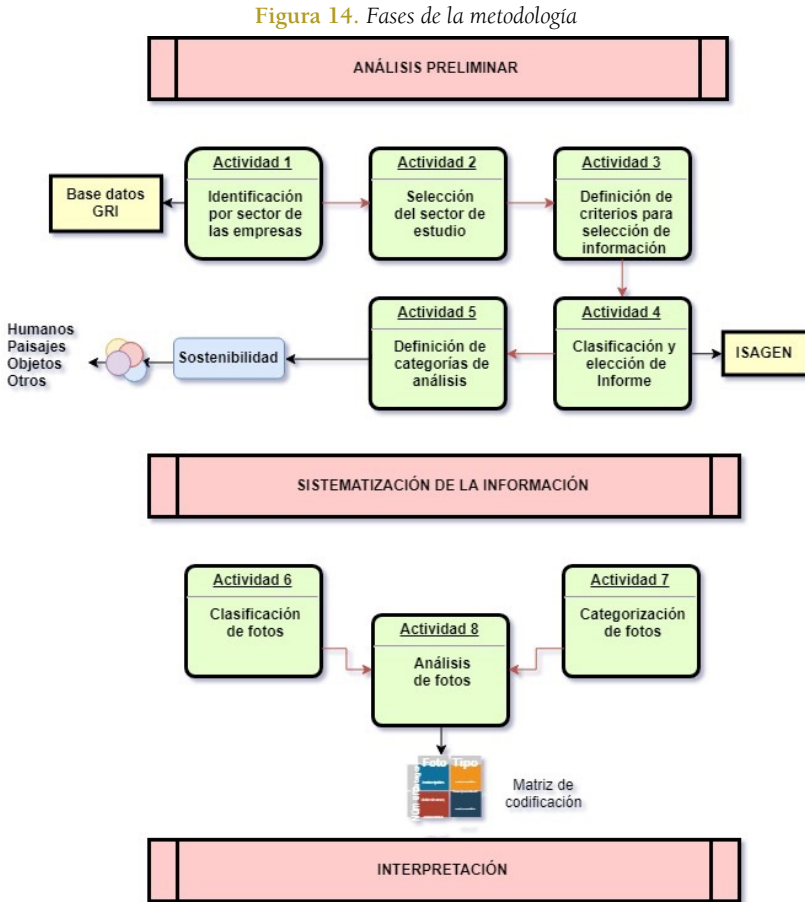 Figura 14. Fases de la metodología
ANÁLISIS PRELIMINAR
Actividad 1
Identificación
por sector de
las empresas
Base datos
GRI
Actividad 2
Selección
del sector de
estudio
Actividad 3
Definición de
criterios para
selección de
información
Actividad 4
Clasificación y
elección de
Informe
ISAGEN
Actividad 5
Definición de
categorías de
análisis
Sostenibilidad
Humanos
Paisajes
Objetos
Otros
SISTEMATIZACIÓN DE LA INFORMACIÓN
Actividad 6
Clasificación
de fotos
Actividad 7
Categorización
de fotos
Actividad 8
Análisis
de fotos
Foto Tipo
Matriz de
codificación
INTERPRETACIÓN